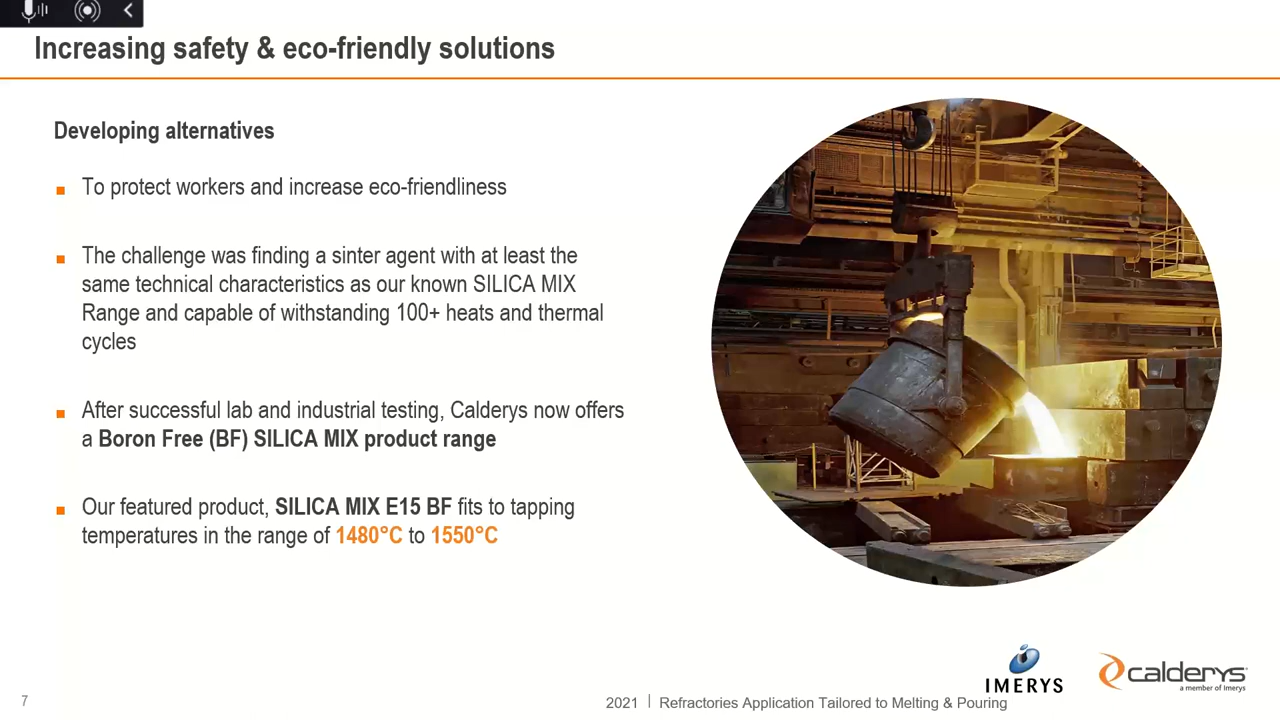 Increasing safety & eco-friendly solutions
Developing alternatives
To protect workers and increase eco-friendliness
The challenge was finding a sinter agent with at least the
same technical characteristics as our known SILICA MIX
Range and capable of withstanding 100+ heats and thermal
cycles
After successful lab and industrial testing, Calderys now offers
a Boron Free (BF) SILICA MIX product range
Our featured product, SILICA MIX E15 BF fits to tapping
temperatures in the range of 1480°C to 1550°C
IMERYS
calderys
a member of Imerys
7
2021 | Refractories Application Tailored to Melting & Pouring